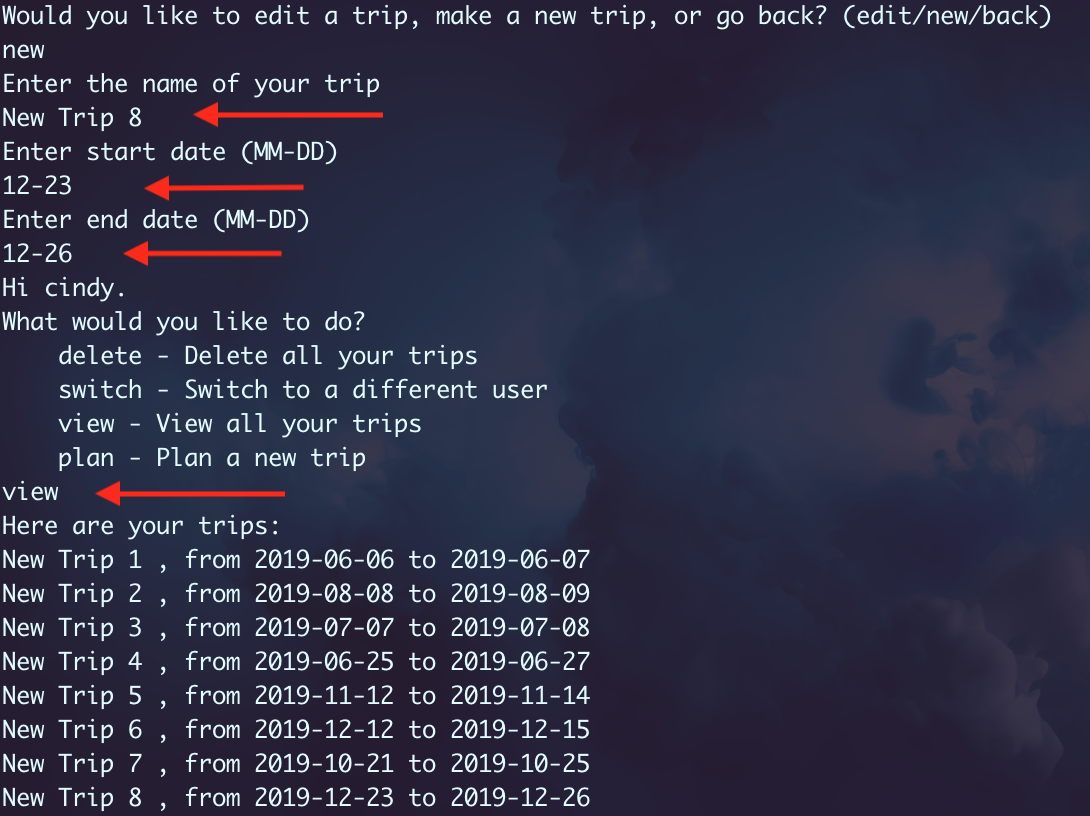 Would you like to edit a trip, make a new trip, or go back? (edit/new/back)
new
Enter the name of your trip
New Trip 8
Enter start date (MM-DD)
12-23
Enter end date (MM-DD)
12-26
Hi cindy.
What would you like to do?
    delete - Delete all your trips
    switch - Switch to a different user
    view - View all your trips
    plan - Plan a new trip
view
Here are your trips:
New Trip 1 , from 2019-06-06 to 2019-06-07
New Trip 2 , from 2019-08-08 to 2019-08-09
New Trip 3 , from 2019-07-07 to 2019-07-08
New Trip 4 , from 2019-06-25 to 2019-06-27
New Trip 5 , from 2019-11-12 to 2019-11-14
New Trip 6 , from 2019-12-12 to 2019-12-15
New Trip 7 , from 2019-10-21 to 2019-10-25
New Trip 8 , from 2019-12-23 to 2019-12-26